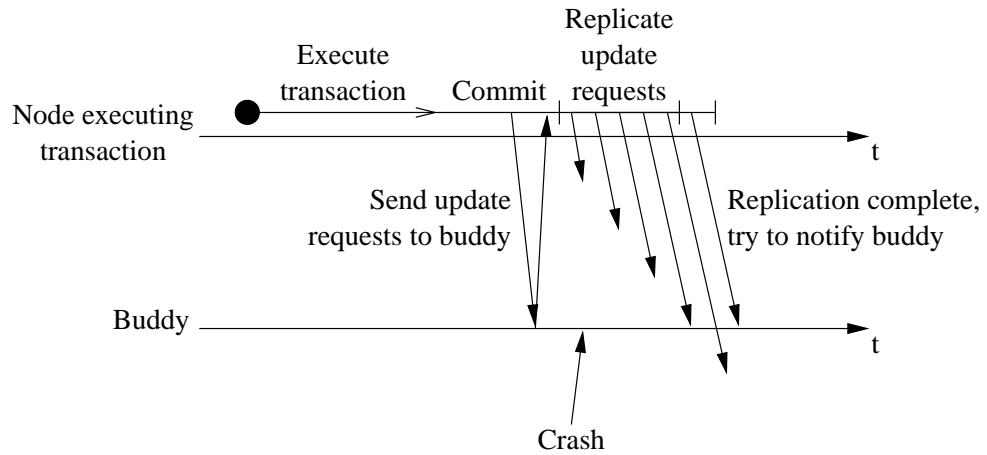 Replicate
update
requests
Execute
transaction
Commit
Node executing
transaction
t
Send update
requests to buddy
Replication complete,
try to notify buddy
Buddy
t
Crash